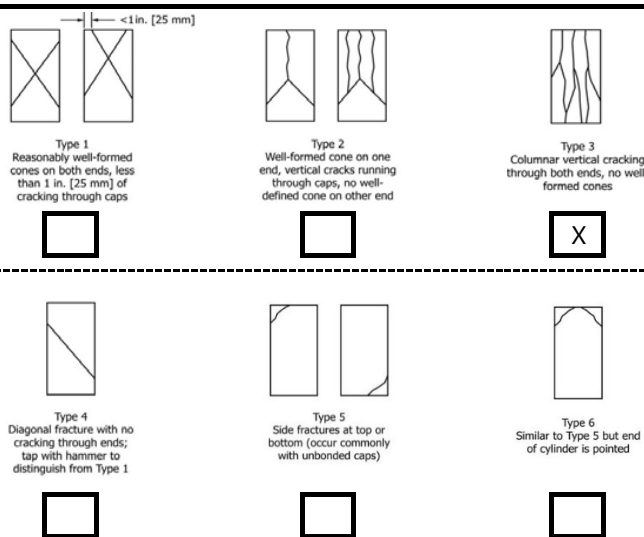 <1in. [25 mm]
Type 1
Reasonably well-formed
cones on both ends, less
than 1 in. [25 mm] of
cracking through caps
Type 2
Well-formed cone on one
end, vertical cracks running
through caps, no well-
defined cone on other end
Type 3
Columnar vertical cracking
through both ends, no well-
formed cones
X
Type 4
Diagonal fracture with no
cracking through ends;
tap with hammer to
distinguish from Type 1
Type 5
Side fractures at top or
bottom (occur commonly
with unbonded caps)
Type 6
Similar to Type 5 but end
of cylinder is pointed